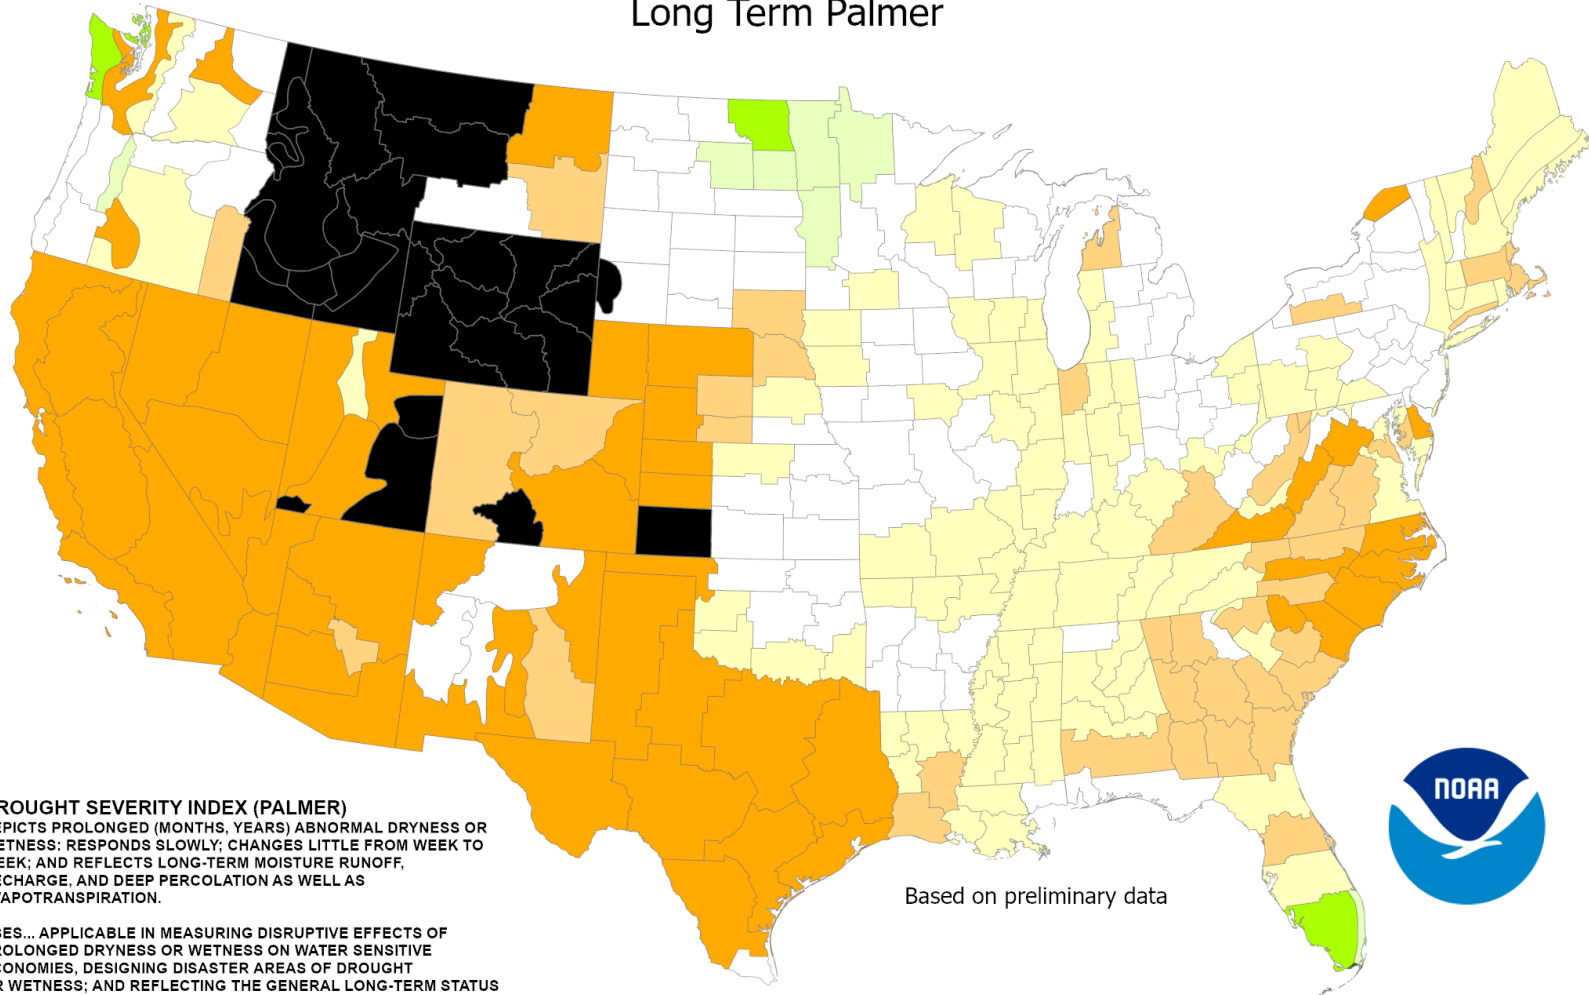 Long Term Palmer
ROUGHT SEVERITY INDEX (PALMER)
EPICTS PROLONGED (MONTHS, YEARS) ABNORMAL DRYNESS OR
ETNESS: RESPONDS SLOWLY; CHANGES LITTLE FROM WEEK TO
EEK; AND REFLECTS LONG-TERM MOISTURE RUNOFF,
ECHARGE, AND DEEP PERCOLATION AS WELL AS
VAPOTRANSPIRATION.
SES... APPLICABLE IN MEASURING DISRUPTIVE EFFECTS OF
ROLONGED DRYNESS OR WETNESS ON WATER SENSITIVE
CONOMIES, DESIGNING DISASTER AREAS OF DROUGHT
R WETNESS; AND REFLECTING THE GENERAL LONG-TERM STATUS
Based on preliminary data
NOAA